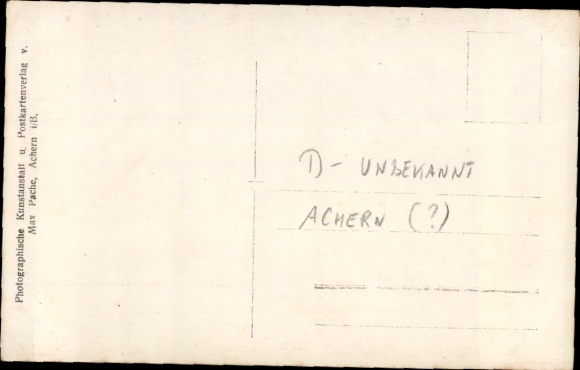 Photographische Kunstanstalt u. Postkartenverlag v.
Max Pache, Achern i/B.
D - UNBEKANNT
ACHERN (?)